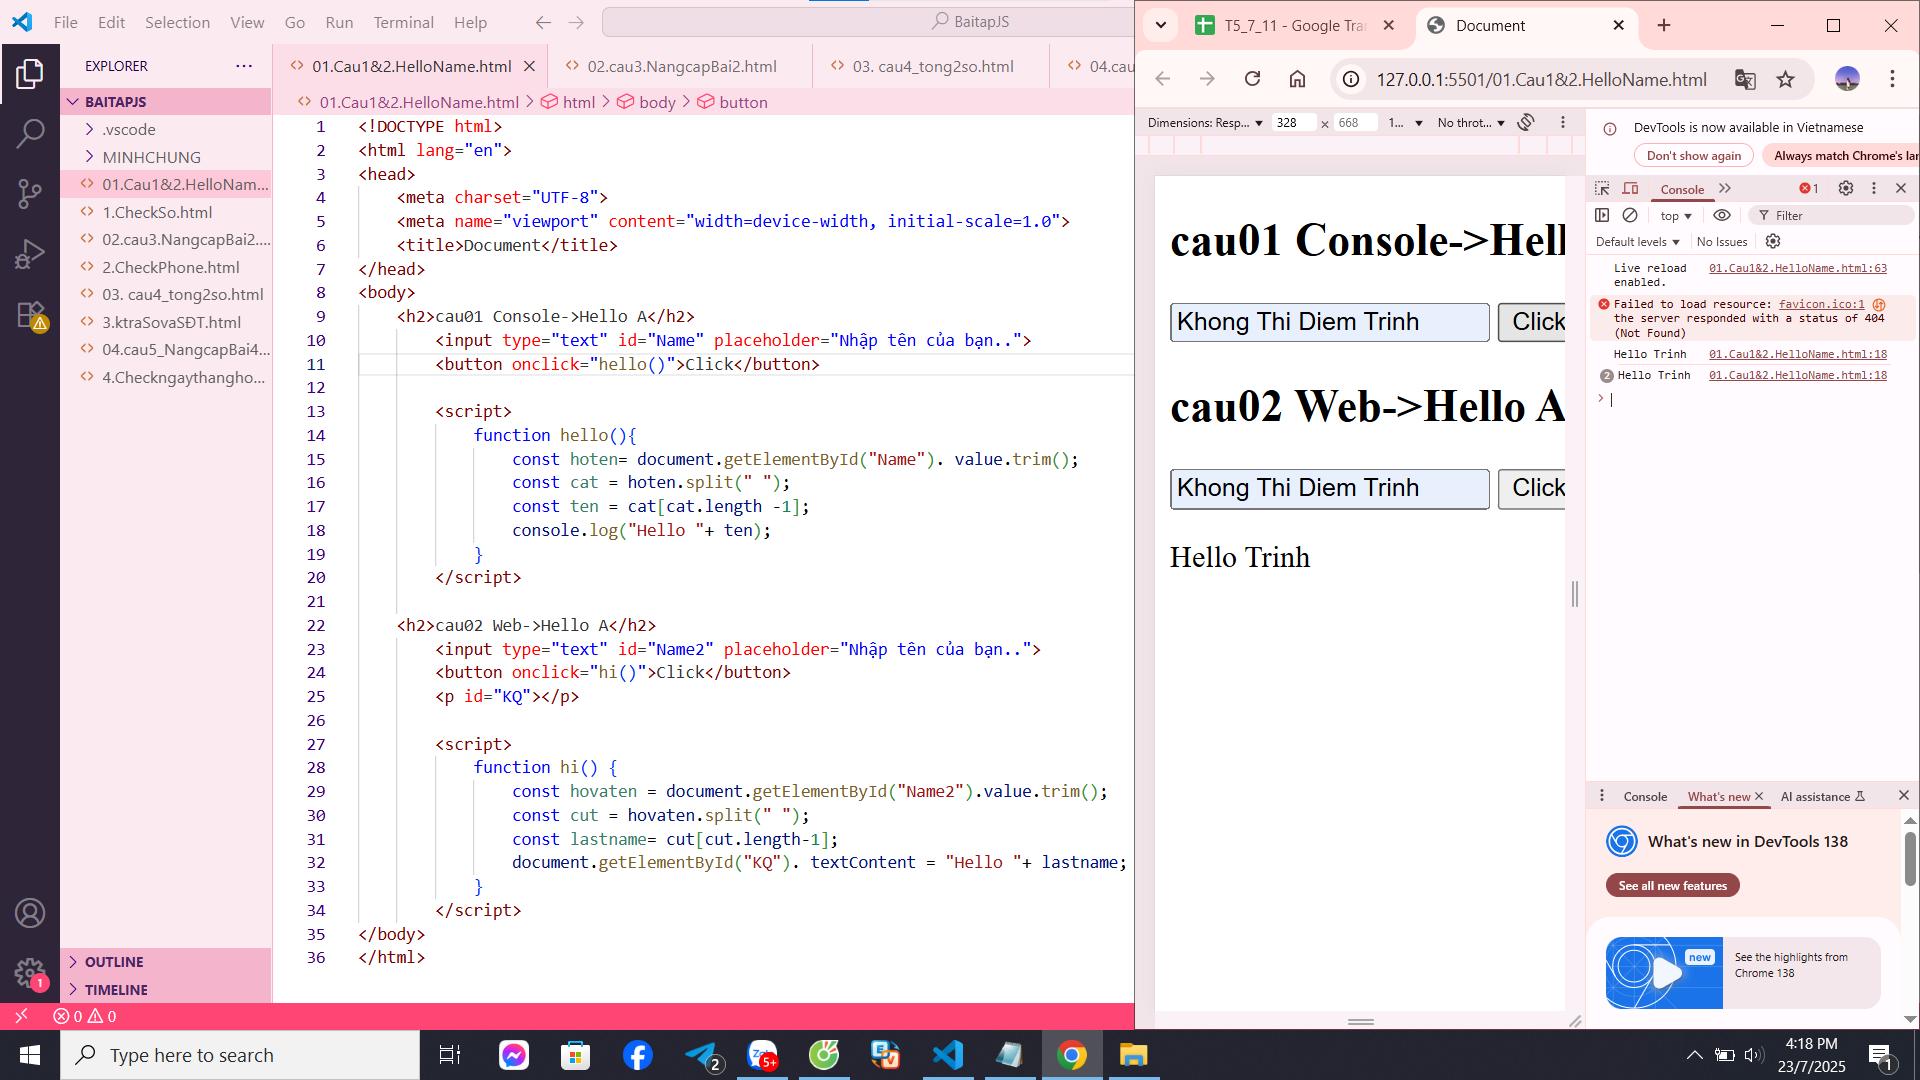 File Edit Selection View Go Run Terminal Help
BaitapJS
EXPLORER
BAITAPJS
.vscode
MINHCHUNG
01.Cau1&2.HelloNam...
1.CheckSo.html
02.cau3.NangcapBai2....
2.CheckPhone.html
03. cau4_tong2so.html
3.ktraSovaSĐT.html
04.cau5_NangcapBai4...
4.Checkngaythangho...
OUTLINE
TIMELINE
01.Cau1&2.HelloName.html
02.cau3.NangcapBai2.html
03. cau4_tong2so.html
04.cau
01.Cau1&2.HelloName.html > html > body > button
1 <!DOCTYPE html>
2 <html lang="en">
3 <head>
4 <meta charset="UTF-8">
5 <meta name="viewport" content="width=device-width, initial-scale=1.0">
6 <title>Document</title>
7 </head>
8 <body>
9 <h2>cau01 Console->Hello A</h2>
10 <input type="text" id="Name" placeholder="Nhập tên của bạn..">
11 <button onclick="hello()">Click</button>
12
13 <script>
14 function hello(){
15 const hoten= document.getElementById("Name"). value.trim();
16 const cat = hoten.split(" ");
17 const ten = cat[cat.length -1];
18 console.log("Hello "+ ten);
19 }
20 </script>
21
22 <h2>cau02 Web->Hello A</h2>
23 <input type="text" id="Name2" placeholder="Nhập tên của bạn..">
24 <button onclick="hi()">Click</button>
25 <p id="KQ"></p>
26
27 <script>
28 function hi() {
29 const hovaten = document.getElementById("Name2").value.trim();
30 const cut = hovaten.split(" ");
31 const lastname= cut[cut.length-1];
32 document.getElementById("KQ"). textContent = "Hello "+ lastname;
33 }
34 </script>
35 </body>
36 </html>
1
0 0
T5_7_11 - Google Tra
Document
127.0.0.1:5501/01.Cau1&2.HelloName.html
Dimensions: Resp... 328 × 668 1... No throt...
cau01 Console->Hell
Khong Thi Diem Trinh Click
cau02 Web->Hello A
Khong Thi Diem Trinh Click
Hello Trinh
DevTools is now available in Vietnamese
Don't show again Always match Chrome's lan
Console 1
top Filter
Default levels No Issues
Live reload enabled. 01.Cau1&2.HelloName.html:63
Failed to load resource: favicon.ico:1
the server responded with a status of 404
(Not Found)
Hello Trinh 01.Cau1&2.HelloName.html:18
2 Hello Trinh 01.Cau1&2.HelloName.html:18
Console What's new AI assistance
What's new in DevTools 138
See all new features
new
See the highlights from
Chrome 138
Type here to search
2
Zalo
5+
4:18 PM
23/7/2025
1